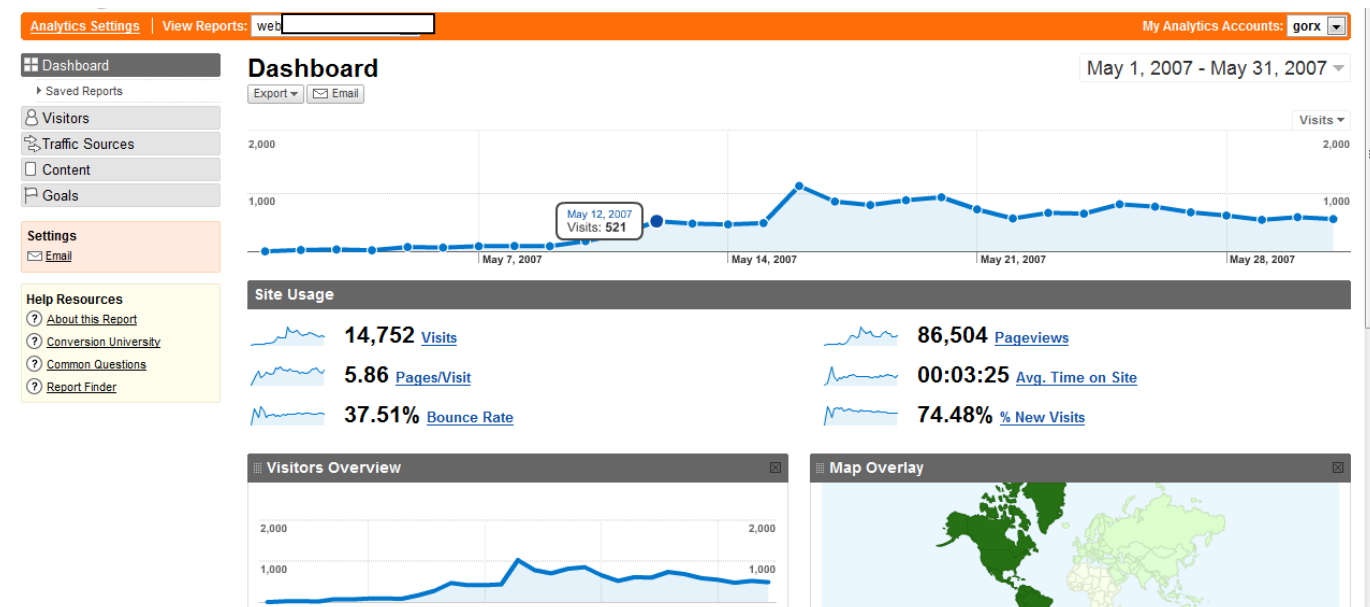 Analytics Settings | View Reports: web
My Analytics Accounts: gorx
Dashboard
Saved Reports
Visitors
Traffic Sources
Content
Goals
Settings
Email
Help Resources
About this Report
Conversion University
Common Questions
Report Finder
Dashboard
May 1, 2007 - May 31, 2007
Export Email
Visits
2,000 2,000
1,000 1,000
May 12, 2007
Visits: 521
May 7, 2007 May 14, 2007 May 21, 2007 May 28, 2007
Site Usage
14,752 Visits
86,504 Pageviews
5.86 Pages/Visit
00:03:25 Avg. Time on Site
37.51% Bounce Rate
74.48% % New Visits
Visitors Overview
2,000 2,000
1,000 1,000
Map Overlay